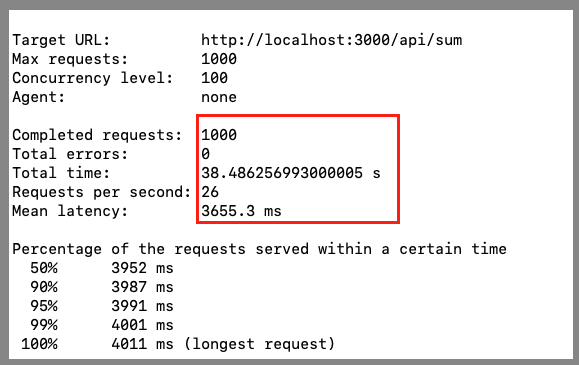 Target URL: http://localhost:3000/api/sum
Max requests: 1000
Concurrency level: 100
Agent: none
Completed requests: 1000
Total errors: 0
Total time: 38.486256993000005 s
Requests per second: 26
Mean latency: 3655.3 ms
Percentage of the requests served within a certain time
50% 3952 ms
90% 3987 ms
95% 3991 ms
99% 4001 ms
100% 4011 ms (longest request)